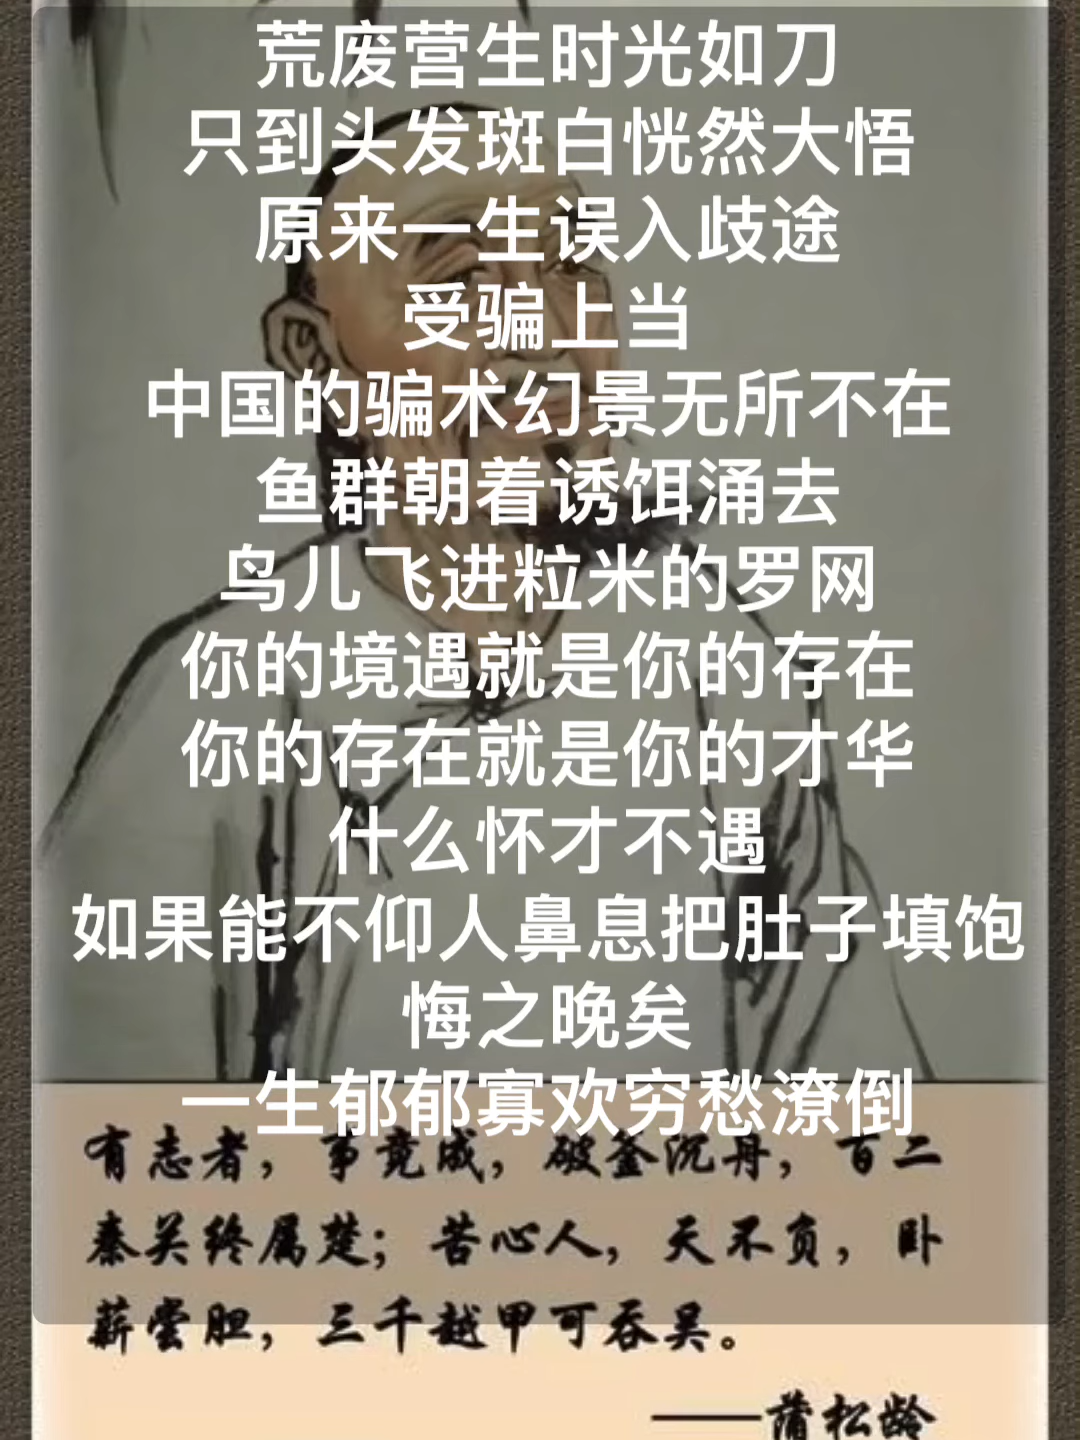 荒废营生时光如刀
只到头发斑白恍然大悟
原来一生误入歧途
受骗上当
中国的骗术幻景无所不在
鱼群朝着诱饵涌去
鸟儿飞进粒米的罗网
你的境遇就是你的存在
你的存在就是你的才华
什么怀才不遇
如果能不仰人鼻息把肚子填饱
悔之晚矣
一生郁郁寡欢穷愁潦倒
有志者，事竟成，破釜沉舟，百二
秦关终属楚；苦心人，天不负，卧
薪尝胆，三千越甲可吞吴。
——蒲松龄